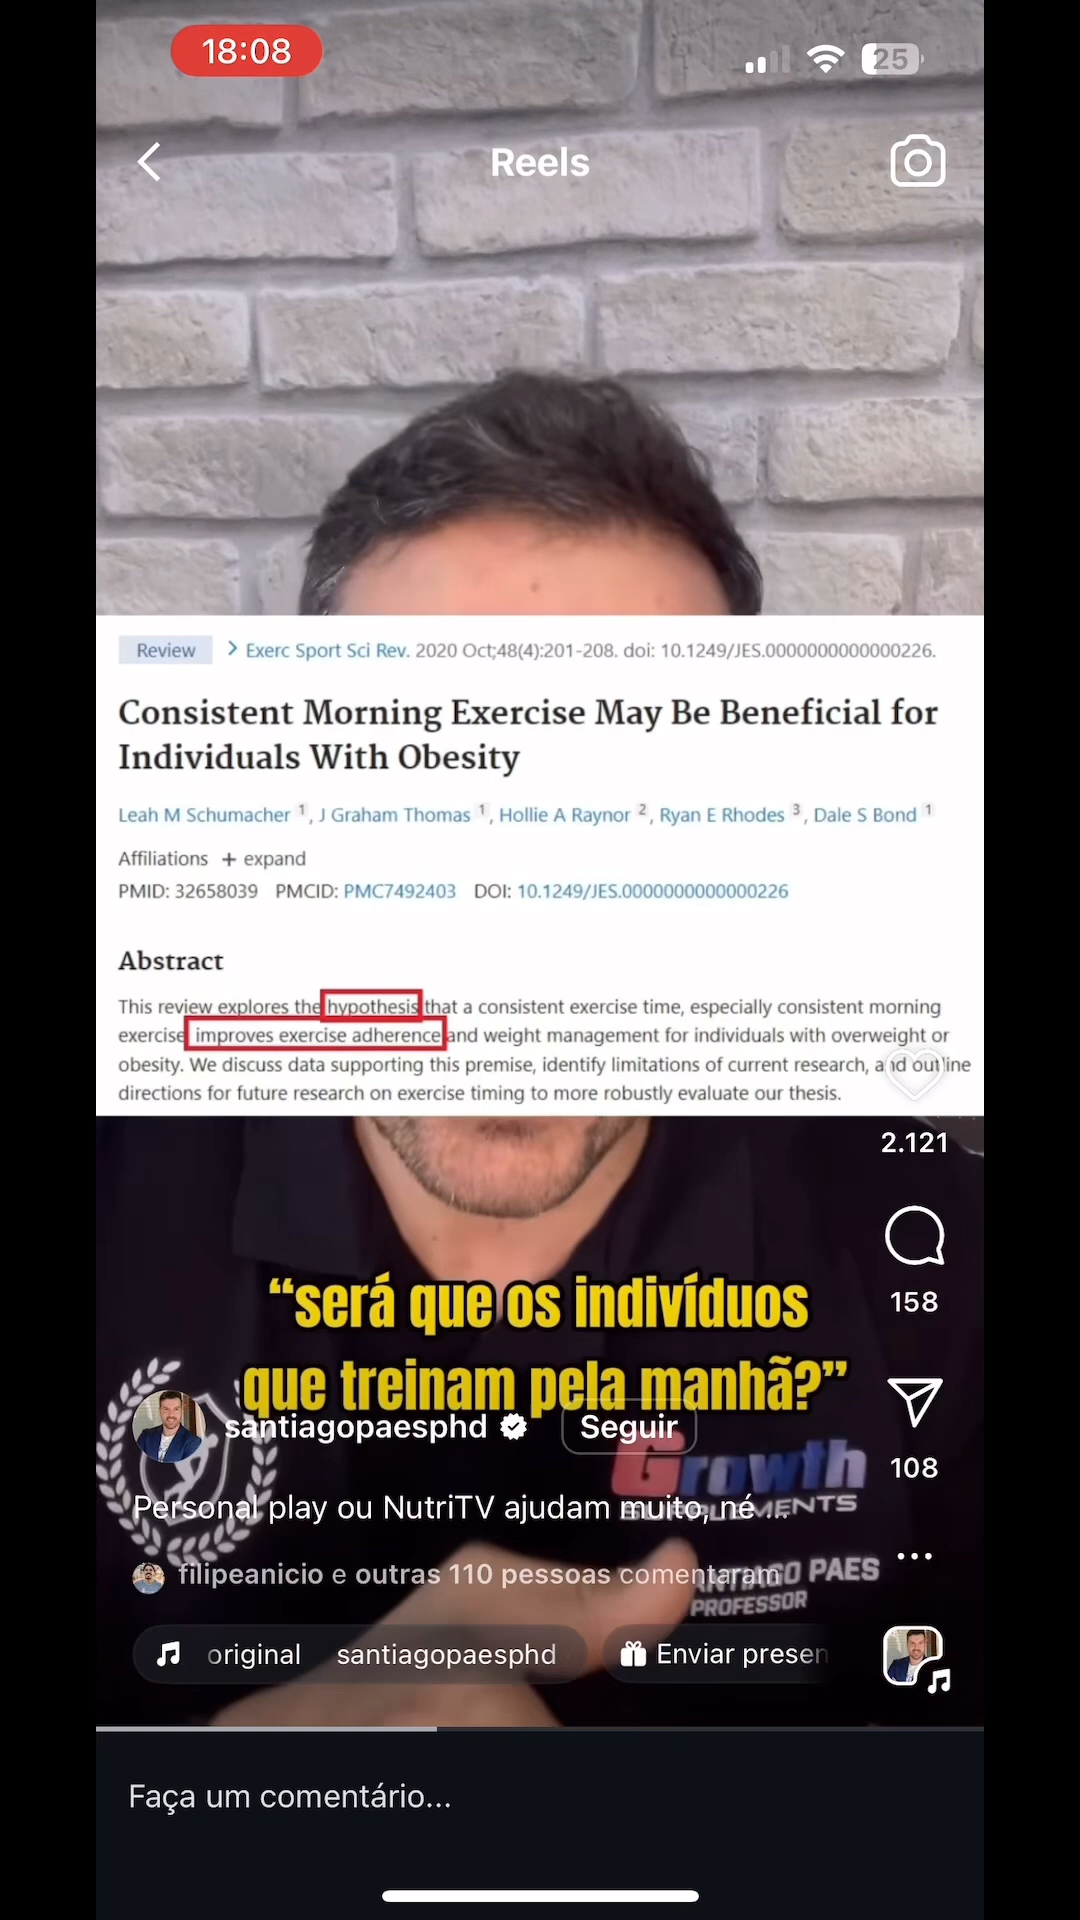 18:08
25
Reels
Review > Exerc Sport Sci Rev. 2020 Oct;48(4):201-208. doi: 10.1249/JES.0000000000000226.
Consistent Morning Exercise May Be Beneficial for
Individuals With Obesity
Leah M Schumacher 1, J Graham Thomas 1, Hollie A Raynor 2, Ryan E Rhodes 3, Dale S Bond 1
Affiliations + expand
PMID: 32658039 PMCID: PMC7492403 DOI: 10.1249/JES.0000000000000226
Abstract
This review explores the hypothesis that a consistent exercise time, especially consistent morning
exercise, improves exercise adherence and weight management for individuals with overweight or
obesity. We discuss data supporting this premise, identify limitations of current research, and outline
directions for future research on exercise timing to more robustly evaluate our thesis.
2.121
158
“será que os indivíduos
que treinam pela manhã?”
santiagopaesphd
Seguir
Growth
SUPPLEMENTS
108
Personal play ou NutriTV ajudam muito, né ...
filipeanicio e outras 110 pessoas comentaram
SANTIAGO PAES
PROFESSOR
original santiagopaesphd
Enviar presen
Faça um comentário...